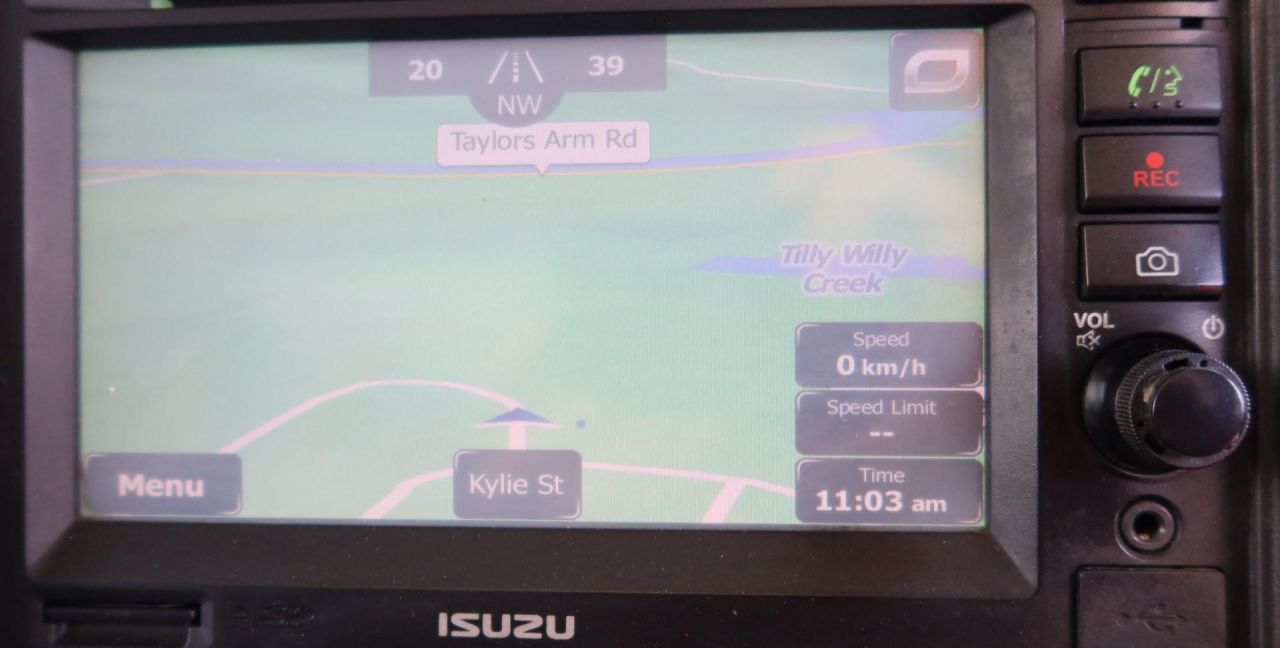 20
39
NW
Taylors Arm Rd
Tilly Willy
Creek
Speed
0 km/h
Speed Limit
--
Time
11:03 am
Menu
Kylie St
REC
VOL
ISUZU